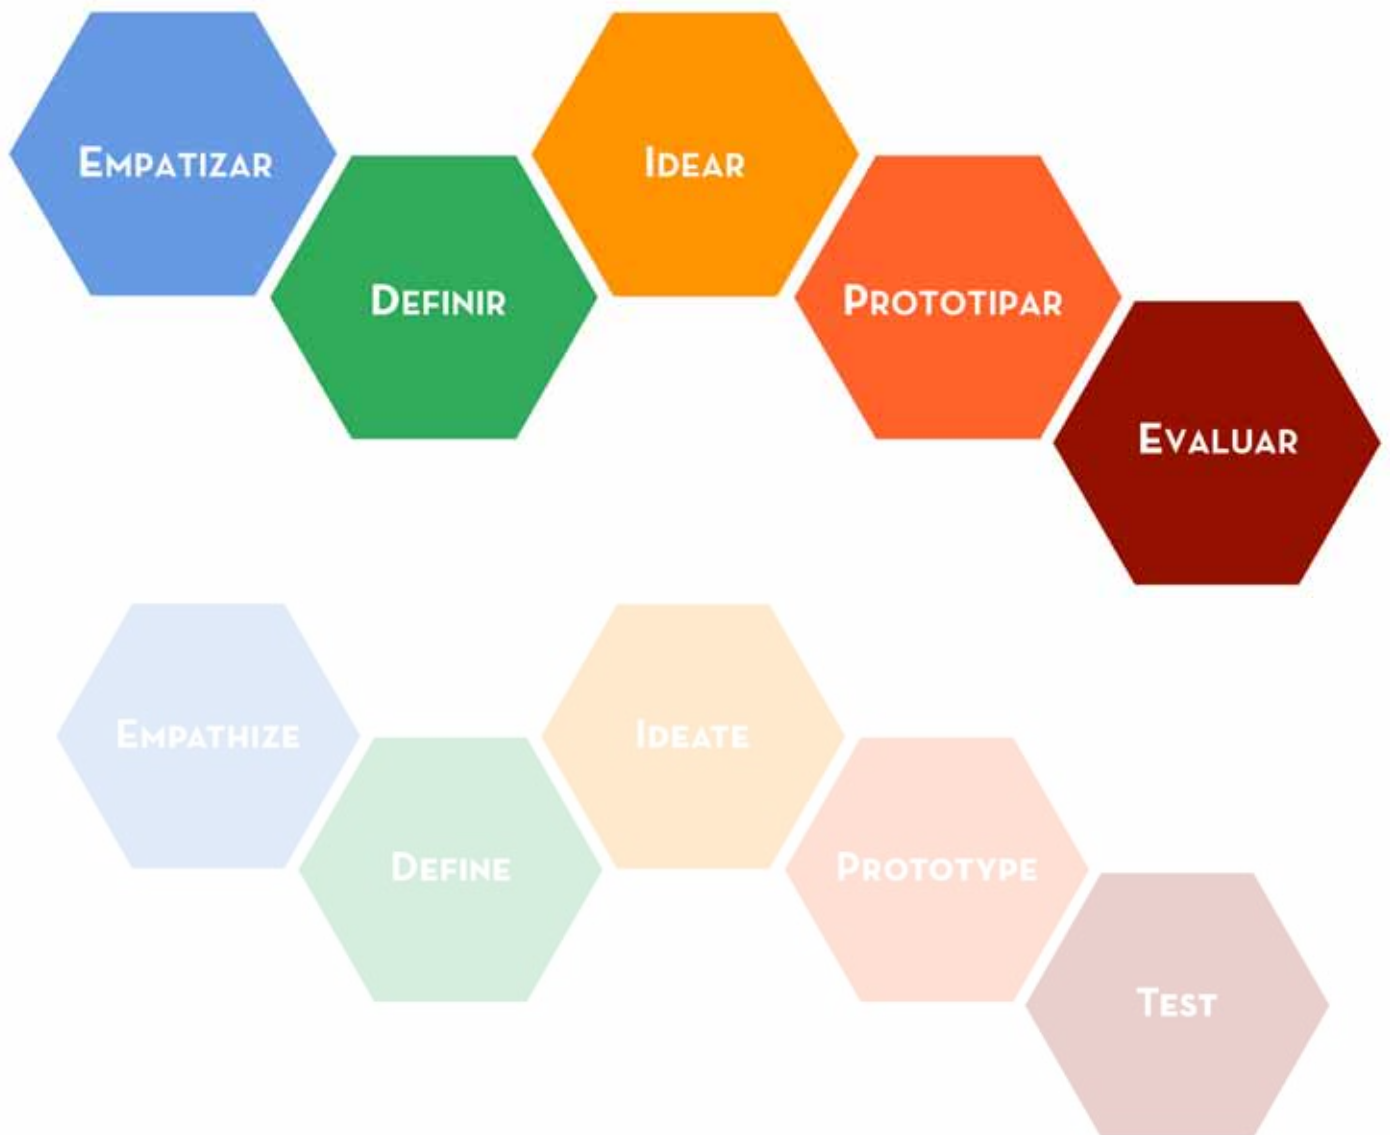 Empatizar
Definir
Idear
Prototipar
Evaluar
Empathize
Define
Ideate
Prototype
Test